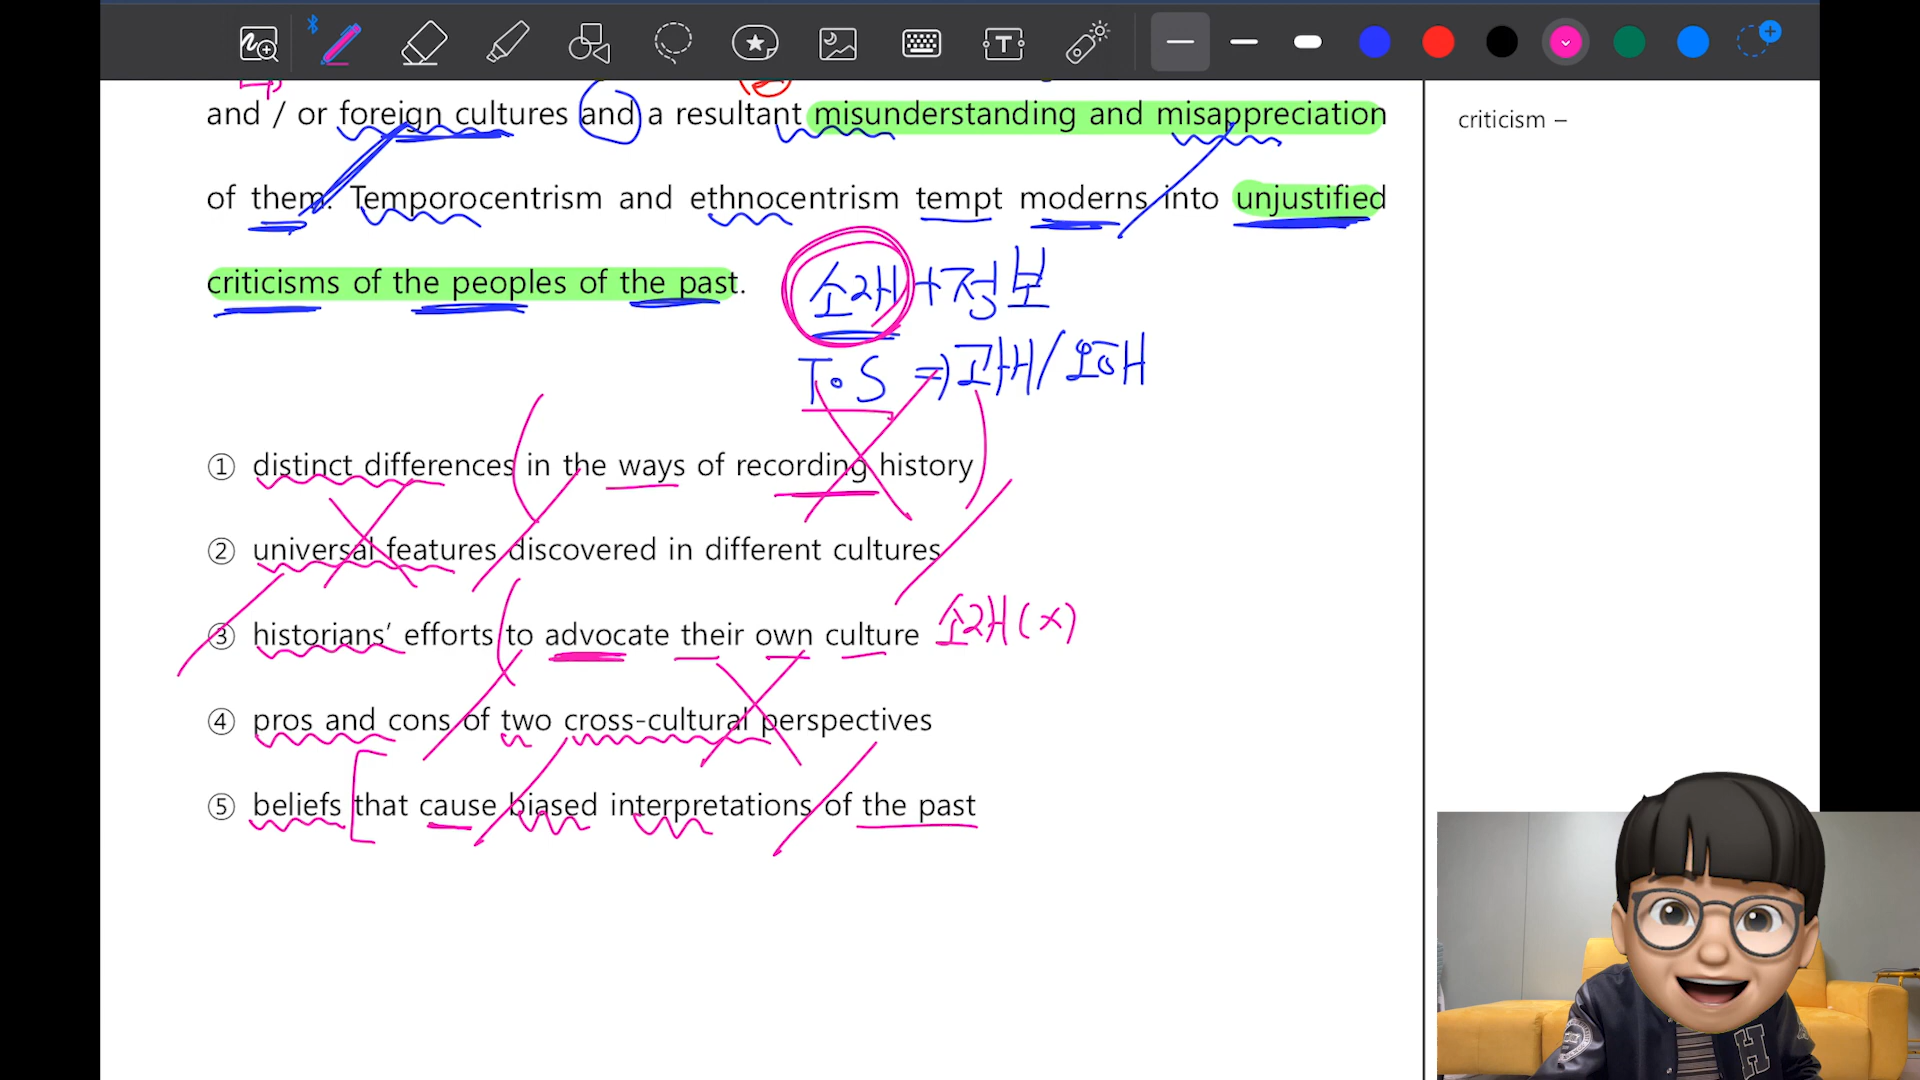 and / or foreign cultures and a resultant misunderstanding and misappreciation
of them. Temporocentrism and ethnocentrism tempt moderns into unjustified
criticisms of the peoples of the past.
소재+정보
T·S ⇒ 과거/오해
① distinct differences in the ways of recording history
② universal features discovered in different cultures
③ historians' efforts to advocate their own culture 소재(x)
④ pros and cons of two cross-cultural perspectives
⑤ beliefs that cause biased interpretations of the past
criticism –
H